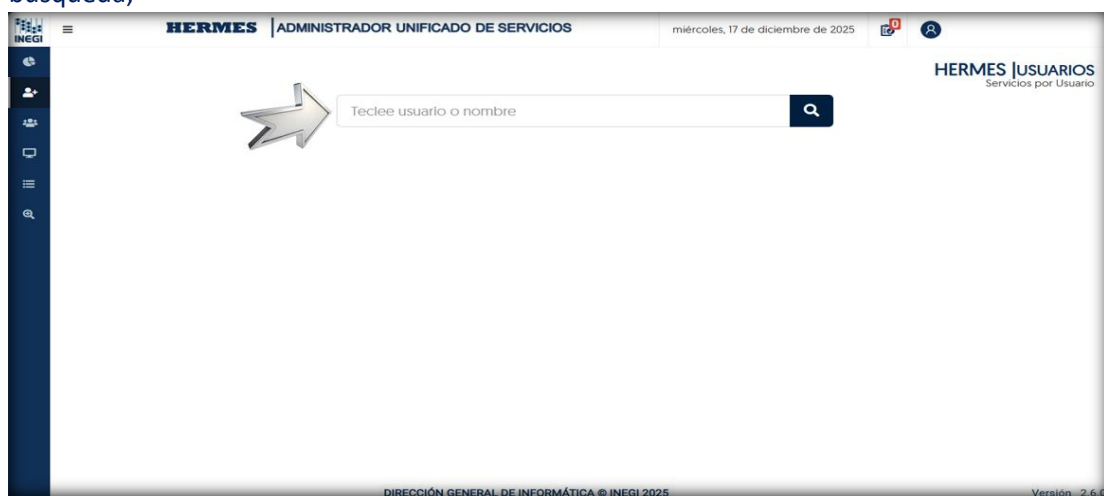 búsqueda,
INEGI
HERMES |ADMINISTRADOR UNIFICADO DE SERVICIOS
miércoles, 17 de diciembre de 2025
0
HERMES |USUARIOS
Servicios por Usuario
Teclee usuario o nombre
DIRECCIÓN GENERAL DE INFORMÁTICA © INEGI 2025
Versión 2.6.0